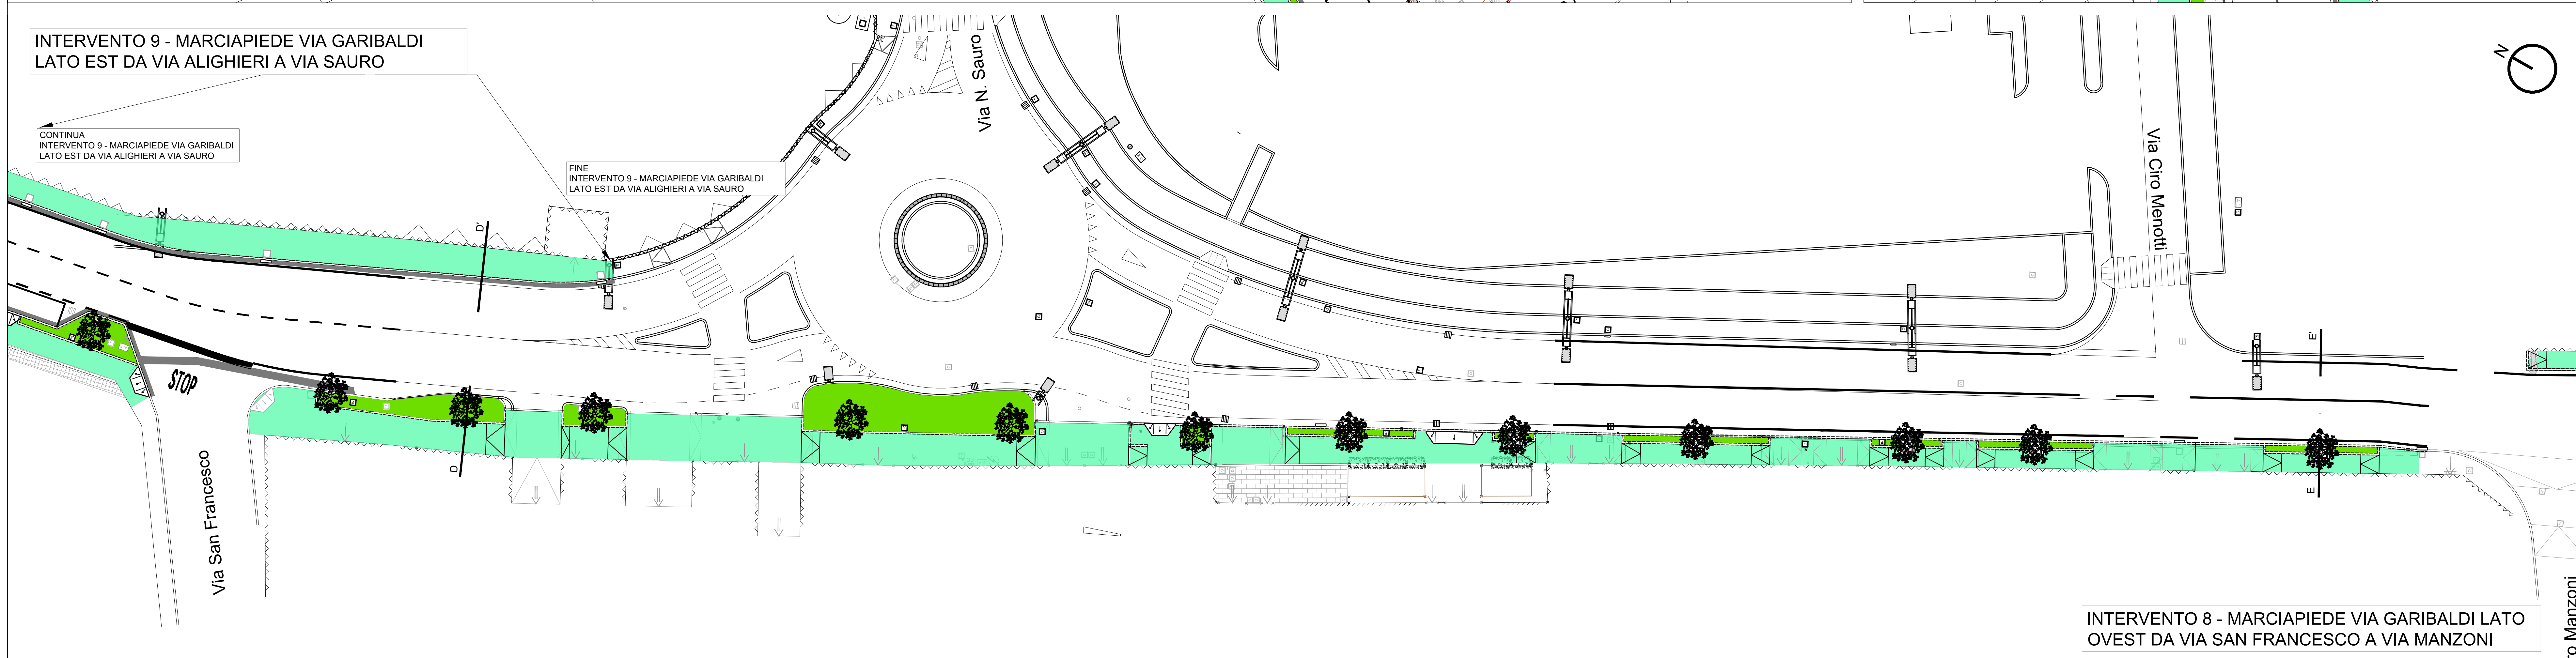 INTERVENTO 9 - MARCIAPIEDE VIA GARIBALDI
LATO EST DA VIA ALIGHIERI A VIA SAURO
CONTINUA
INTERVENTO 9 - MARCIAPIEDE VIA GARIBALDI
LATO EST DA VIA ALIGHIERI A VIA SAURO
FINE
INTERVENTO 9 - MARCIAPIEDE VIA GARIBALDI
LATO EST DA VIA ALIGHIERI A VIA SAURO
Via N. Sauro
Via Ciro Menotti
N
D'
E'
STOP
D
E
Via San Francesco
INTERVENTO 8 - MARCIAPIEDE VIA GARIBALDI LATO
OVEST DA VIA SAN FRANCESCO A VIA MANZONI
Manzoni